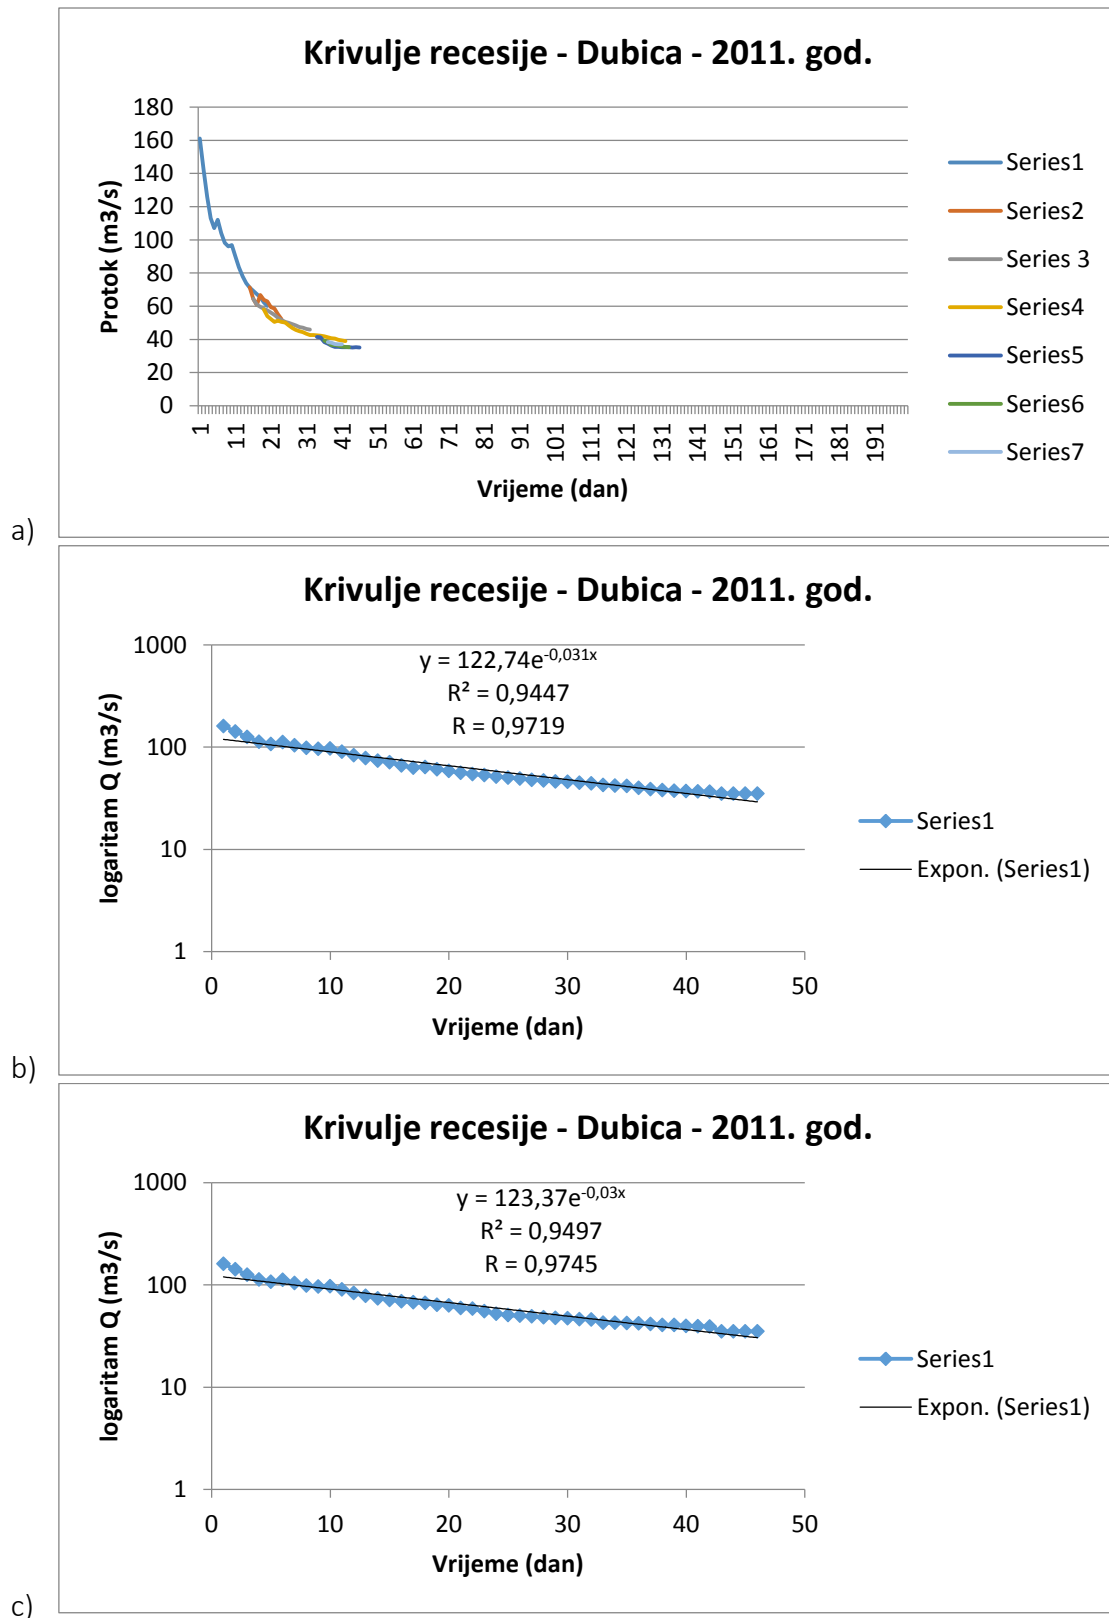 Krivulje recesije - Dubica - 2011. god.
180
160
140
120
100
80
60
40
20
0
Protok (m3/s)
1 11 21 31 41 51 61 71 81 91 101 111 121 131 141 151 161 171 181 191
Vrijeme (dan)
Series1
Series2
Series 3
Series4
Series5
Series6
Series7
a)
Krivulje recesije - Dubica - 2011. god.
y = 122,74e^-0,031x
R² = 0,9447
R = 0,9719
1000
100
10
1
logaritam Q (m3/s)
0 10 20 30 40 50
Vrijeme (dan)
Series1
Expon. (Series1)
b)
Krivulje recesije - Dubica - 2011. god.
y = 123,37e^-0,03x
R² = 0,9497
R = 0,9745
1000
100
10
1
logaritam Q (m3/s)
0 10 20 30 40 50
Vrijeme (dan)
Series1
Expon. (Series1)
c)